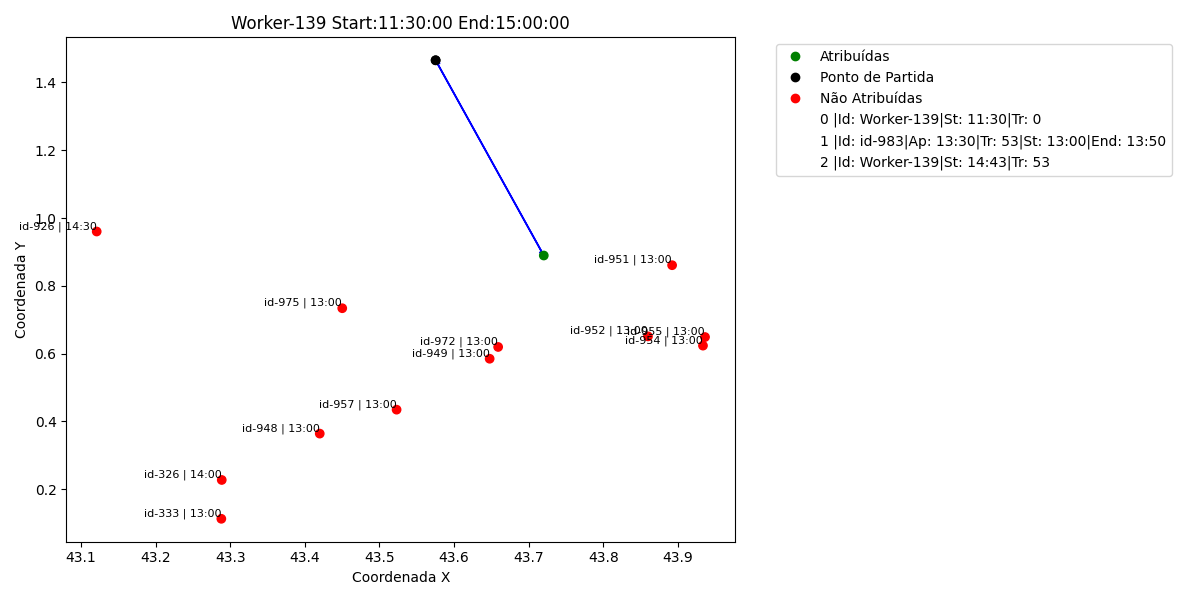 Worker-139 Start:11:30:00 End:15:00:00
Atribuídas
Ponto de Partida
Não Atribuídas
0 |Id: Worker-139|St: 11:30|Tr: 0
1 |Id: id-983|Ap: 13:30|Tr: 53|St: 13:00|End: 13:50
2 |Id: Worker-139|St: 14:43|Tr: 53
1.4
1.2
1.0
0.8
0.6
0.4
0.2
Coordenada Y
id-926 | 14:30
id-951 | 13:00
id-975 | 13:00
id-952 | 13:00
id-955 | 13:00
id-954 | 13:00
id-972 | 13:00
id-949 | 13:00
id-957 | 13:00
id-948 | 13:00
id-326 | 14:00
id-333 | 13:00
43.1 43.2 43.3 43.4 43.5 43.6 43.7 43.8 43.9
Coordenada X